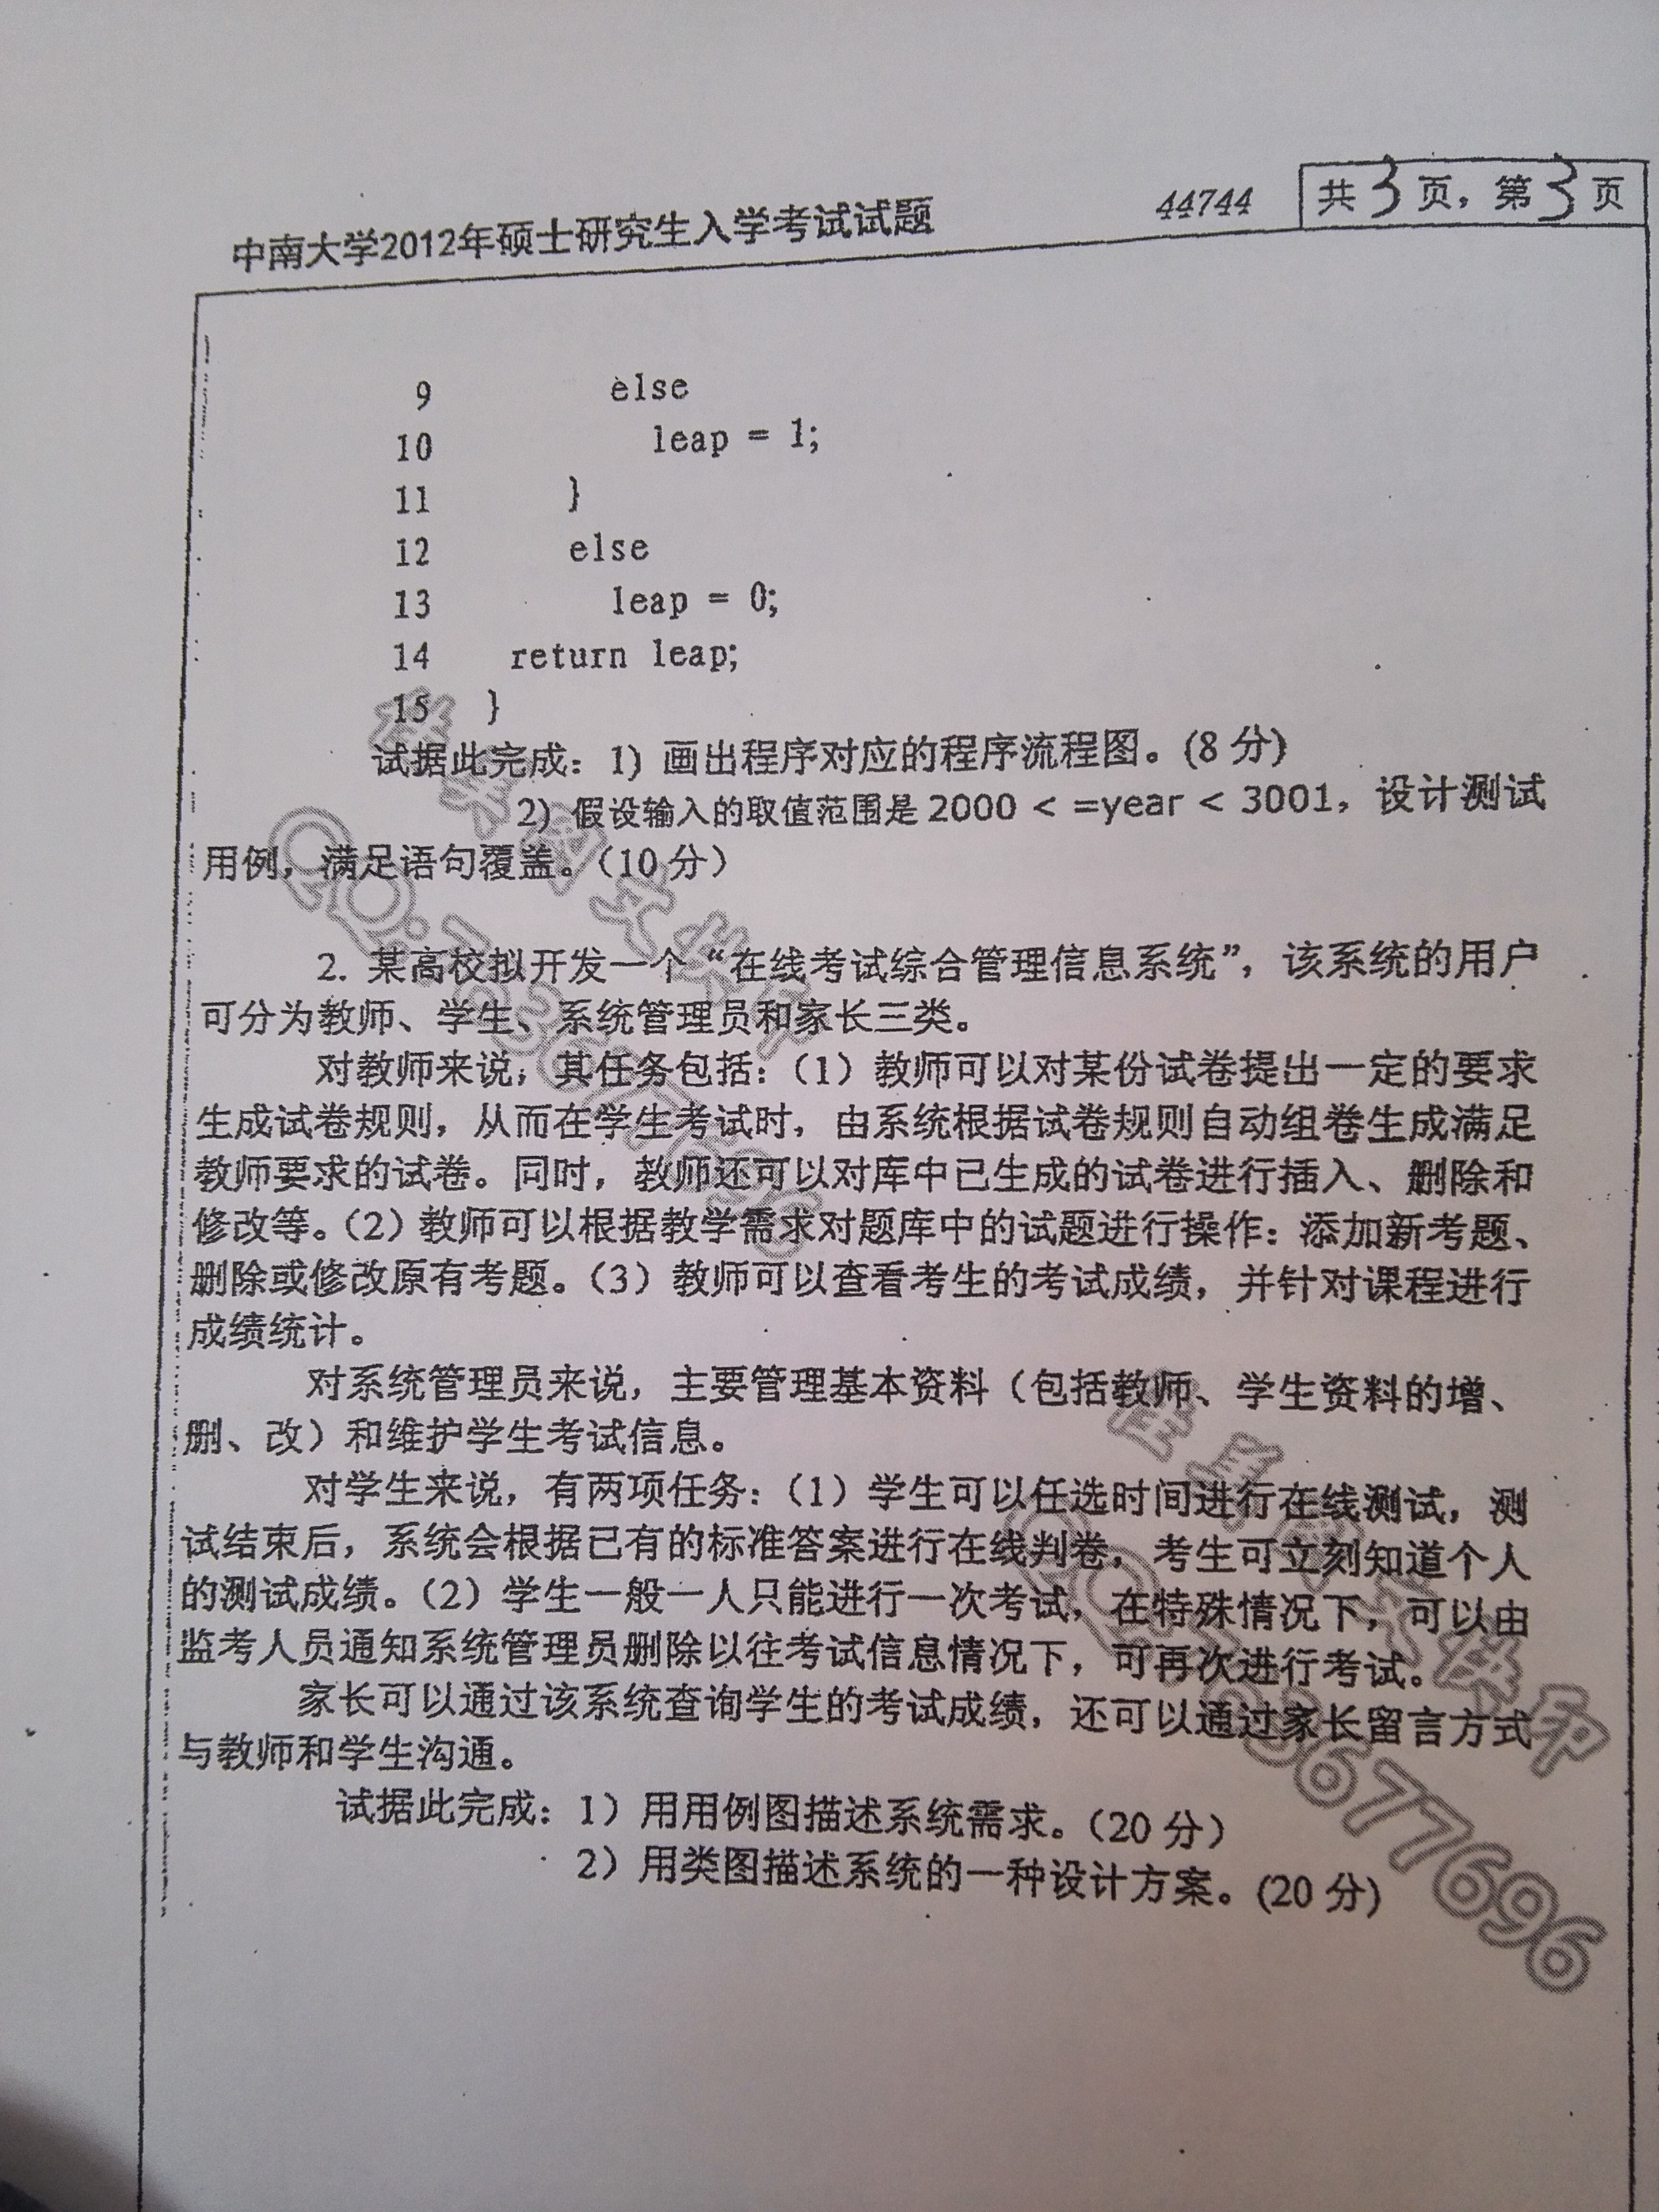 中南大学2012年硕士研究生入学考试试题
44744
共3页，第3页
9 else
10 leap = 1;
11 }
12 else
13 leap = 0;
14 return leap;
15 }
试据此完成：1) 画出程序对应的程序流程图。(8 分)
2) 假设输入的取值范围是 2000 < =year < 3001，设计测试
用例，满足语句覆盖。（10 分）
2. 某高校拟开发一个“在线考试综合管理信息系统”，该系统的用户
可分为教师、学生、系统管理员和家长三类。
对教师来说，其任务包括：（1）教师可以对某份试卷提出一定的要求
生成试卷规则，从而在学生考试时，由系统根据试卷规则自动组卷生成满足
教师要求的试卷。同时，教师还可以对库中已生成的试卷进行插入、删除和
修改等。（2）教师可以根据教学需求对题库中的试题进行操作：添加新考题、
删除或修改原有考题。（3）教师可以查看考生的考试成绩，并针对课程进行
成绩统计。
对系统管理员来说，主要管理基本资料（包括教师、学生资料的增、
删、改）和维护学生考试信息。
对学生来说，有两项任务：（1）学生可以任选时间进行在线测试，测
试结束后，系统会根据已有的标准答案进行在线判卷，考生可立刻知道个人
的测试成绩。（2）学生一般一人只能进行一次考试，在特殊情况下，可以由
监考人员通知系统管理员删除以往考试信息情况下，可再次进行考试。
家长可以通过该系统查询学生的考试成绩，还可以通过家长留言方式
与教师和学生沟通。
试据此完成：1）用用例图描述系统需求。（20 分）
2）用类图描述系统的一种设计方案。(20 分)